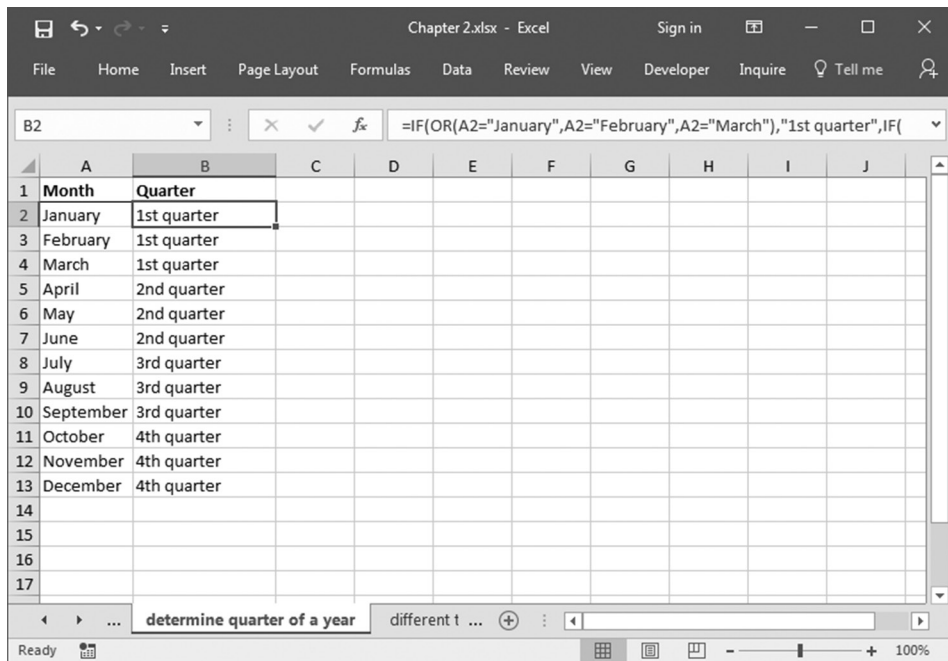 Chapter 2.xlsx - Excel Sign in
File Home Insert Page Layout Formulas Data Review View Developer Inquire Tell me
B2 fx =IF(OR(A2="January",A2="February",A2="March"),"1st quarter",IF(
A B C D E F G H I J
1 Month Quarter
2 January 1st quarter
3 February 1st quarter
4 March 1st quarter
5 April 2nd quarter
6 May 2nd quarter
7 June 2nd quarter
8 July 3rd quarter
9 August 3rd quarter
10 September 3rd quarter
11 October 4th quarter
12 November 4th quarter
13 December 4th quarter
14
15
16
17
... determine quarter of a year different t ...
Ready 100%